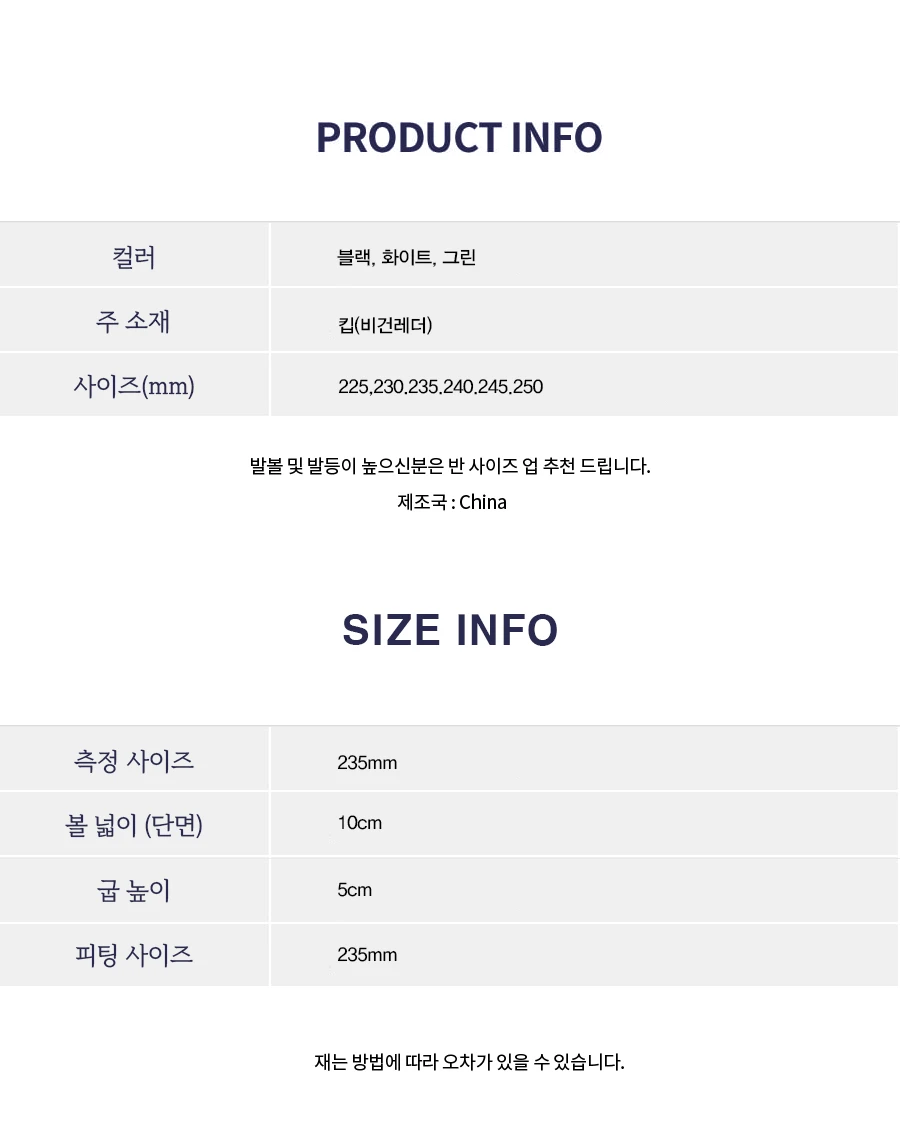 PRODUCT INFO
컬러 블랙, 화이트, 그린
주 소재 킵(비건레더)
사이즈(mm) 225,230.235.240.245.250
발볼 및 발등이 높으신분은 반 사이즈 업 추천 드립니다.
제조국 : China
SIZE INFO
측정 사이즈 235mm
볼 넓이 (단면) 10cm
굽 높이 5cm
피팅 사이즈 235mm
재는 방법에 따라 오차가 있을 수 있습니다.